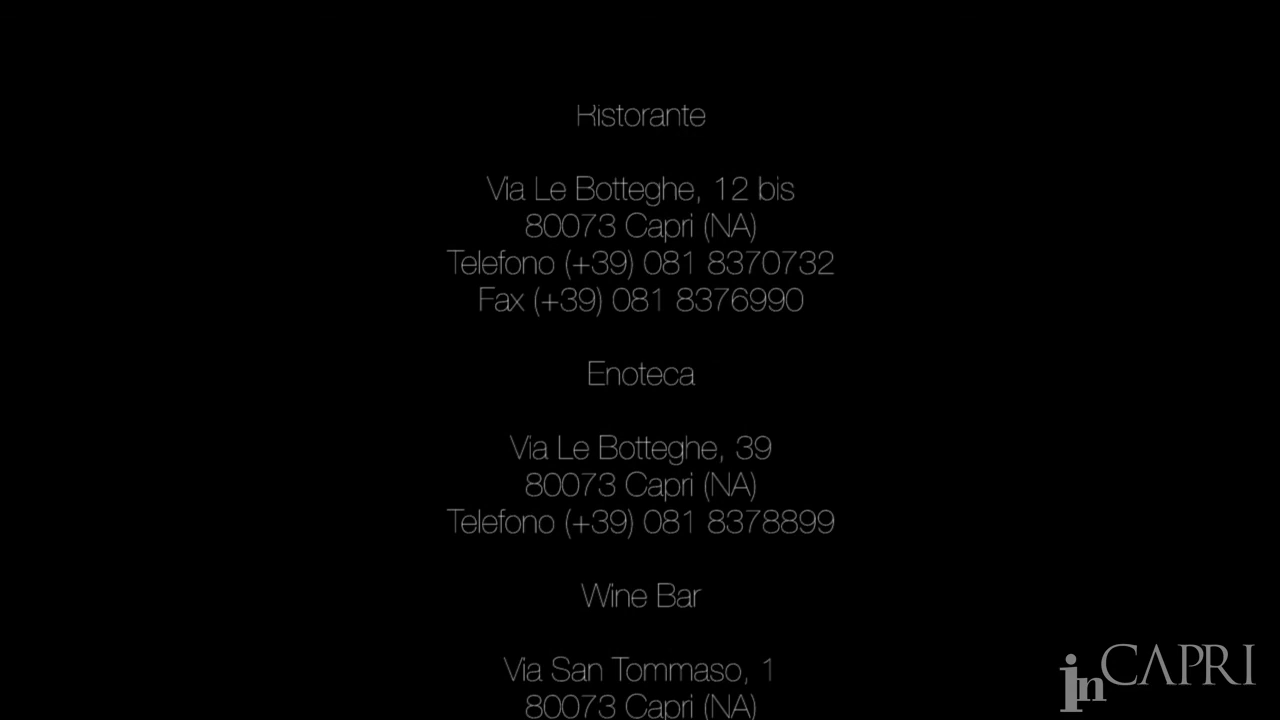 Ristorante
Via Le Botteghe, 12 bis
80073 Capri (NA)
Telefono (+39) 081 8370732
Fax (+39) 081 8376990
Enoteca
Via Le Botteghe, 39
80073 Capri (NA)
Telefono (+39) 081 8378899
Wine Bar
Via San Tommaso, 1
80073 Capri (NA)
in CAPRI